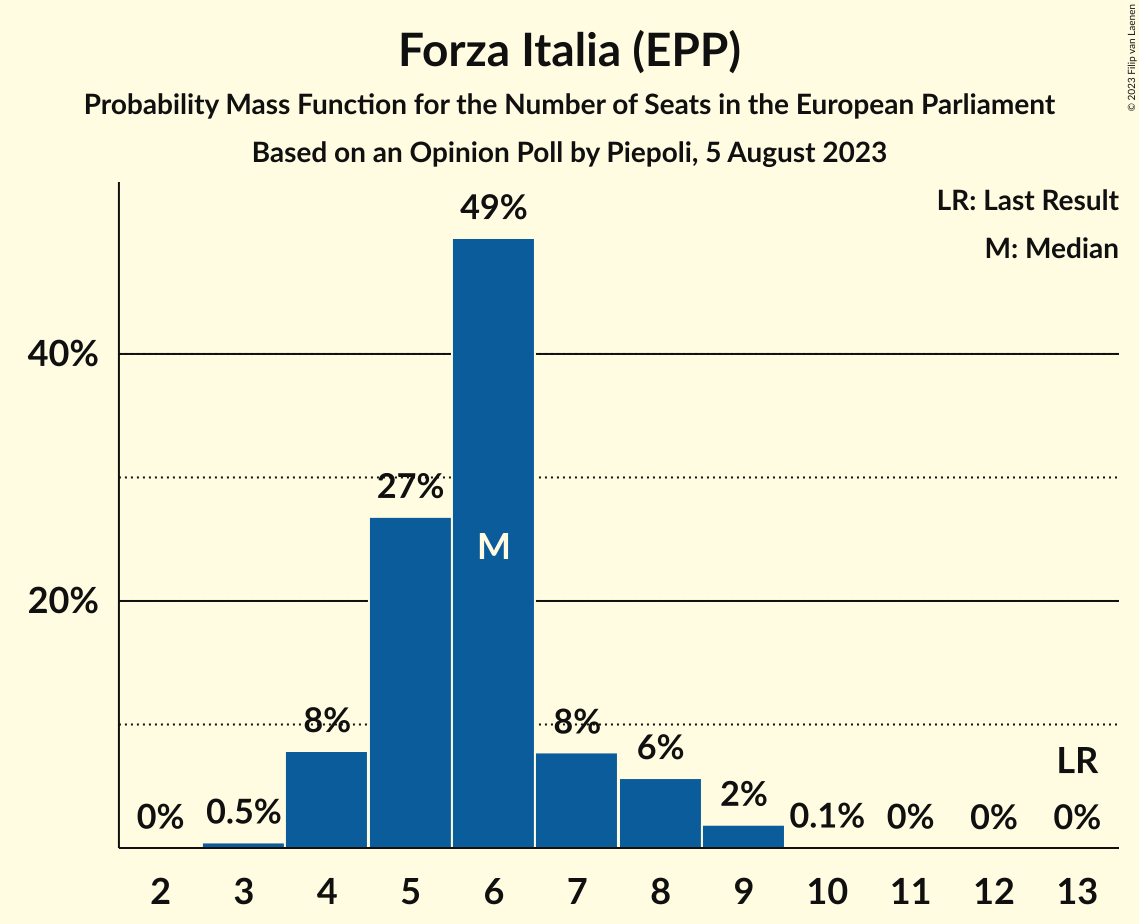 Forza Italia (EPP)
Probability Mass Function for the Number of Seats in the European Parliament
Based on an Opinion Poll by Piepoli, 5 August 2023
© 2023 Filip van Laenen
LR: Last Result
M: Median
49%
40%
27%
M
20%
8%
8%
6%
LR
0%
0.5%
2%
0.1%
0%
0%
0%
2 3 4 5 6 7 8 9 10 11 12 13